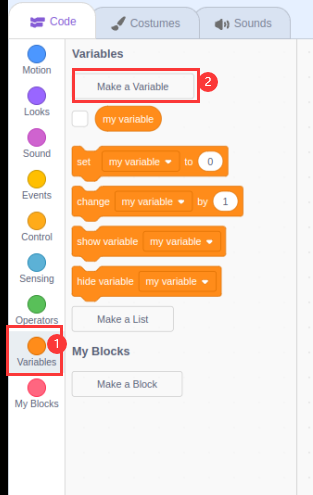 Code Costumes Sounds
Motion
Looks
Sound
Events
Control
Sensing
Operators
Variables 1
My Blocks
Variables
Make a Variable 2
my variable
set my variable to 0
change my variable by 1
show variable my variable
hide variable my variable
Make a List
My Blocks
Make a Block